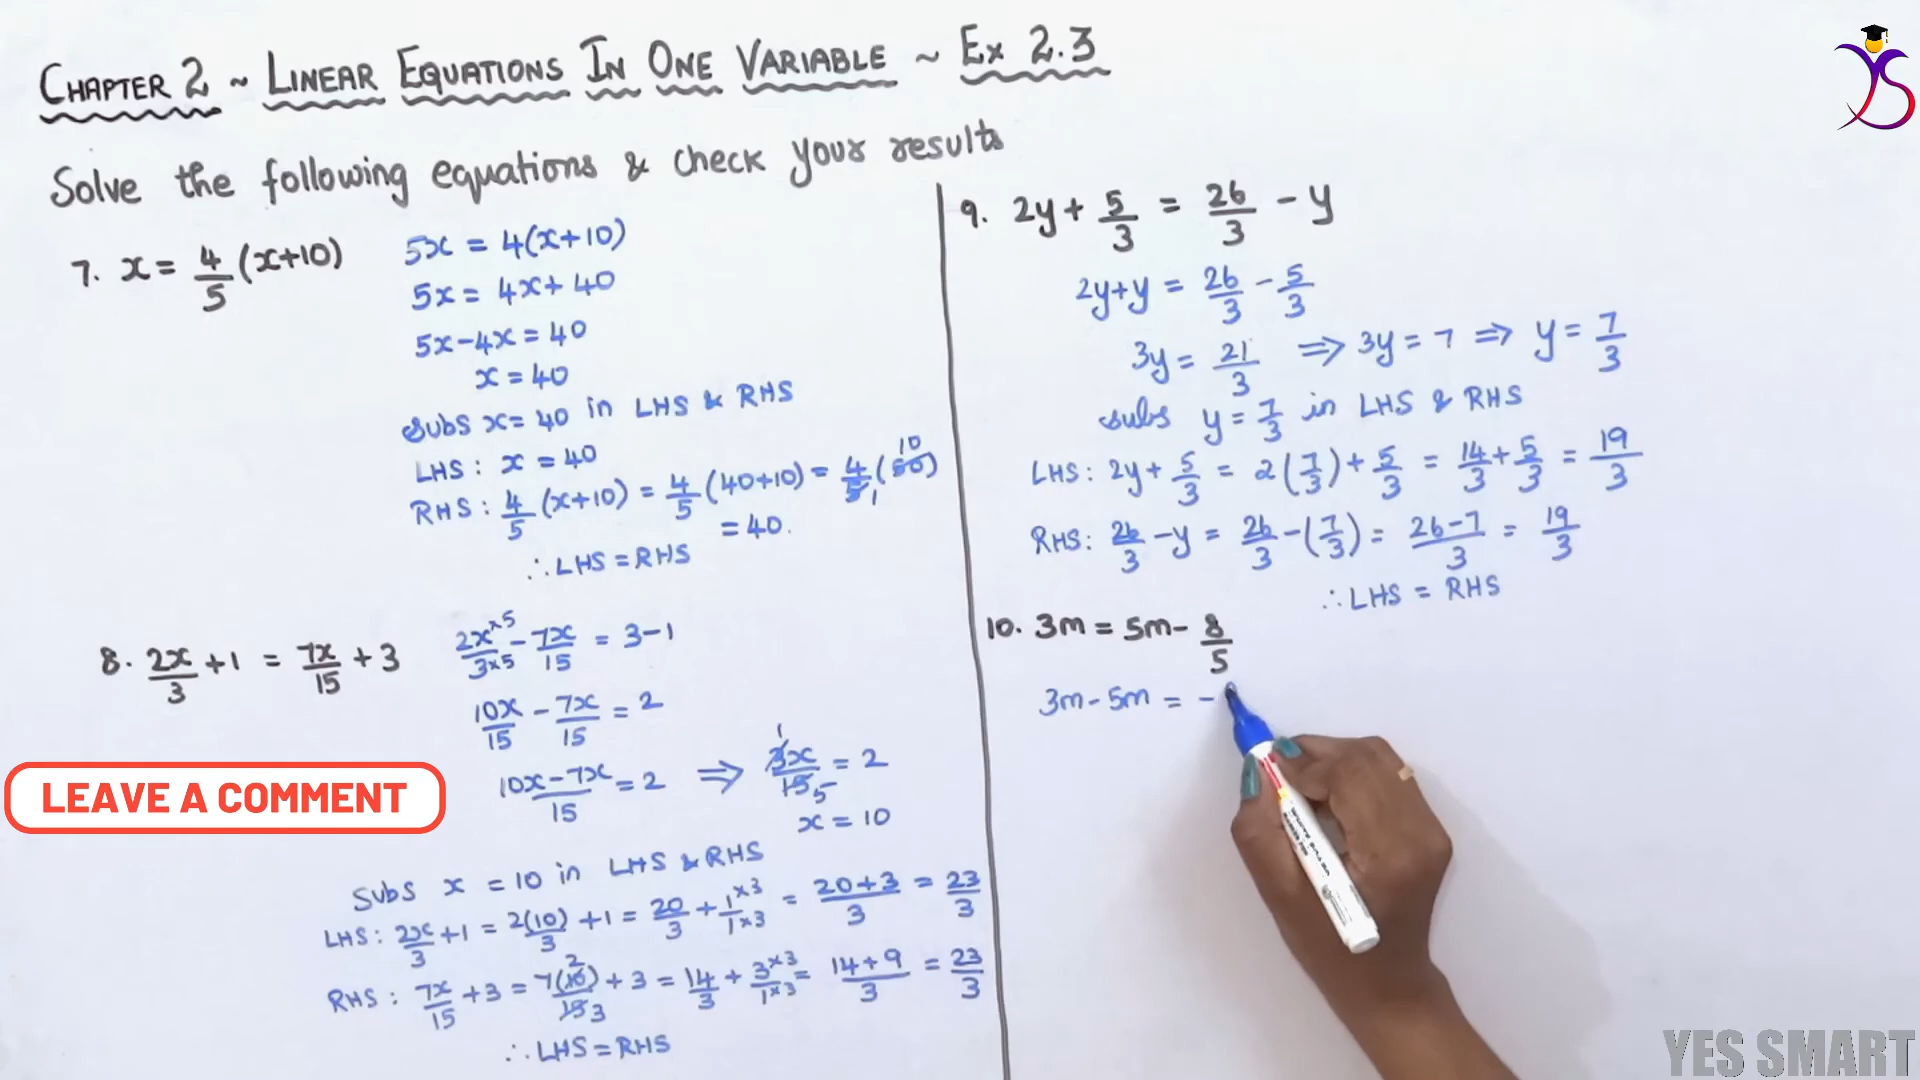 CHAPTER 2 ~ LINEAR EQUATIONS IN ONE VARIABLE ~ EX 2.3
Solve the following equations & check your results
7. x = 4/5 (x+10)
5x = 4(x+10)
5x = 4x + 40
5x - 4x = 40
x = 40
Subs x = 40 in LHS & RHS
LHS: x = 40
RHS: 4/5 (x+10) = 4/5 (40+10) = 4/5 1 (50) 10
= 40.
∴ LHS = RHS
8. 2x/3 + 1 = 7x/15 + 3
2x ×5/3 ×5 - 7x/15 = 3 - 1
10x/15 - 7x/15 = 2
10x - 7x/15 = 2 ⇒ 3x/15 = 2
1 5
x = 10
Subs x = 10 in LHS & RHS
LHS: 2x/3 + 1 = 2(10)/3 + 1 = 20/3 + 1 ×3/1 ×3 = 20+3/3 = 23/3
RHS: 7x/15 + 3 = 7(10) 2/15 3 + 3 = 14/3 + 3 ×3/1 ×3 = 14+9/3 = 23/3
∴ LHS = RHS
9. 2y + 5/3 = 26/3 - y
2y + y = 26/3 - 5/3
3y = 21/3 ⇒ 3y = 7 ⇒ y = 7/3
subs y = 7/3 in LHS & RHS
LHS: 2y + 5/3 = 2(7/3) + 5/3 = 14/3 + 5/3 = 19/3
RHS: 26/3 - y = 26/3 - (7/3) = 26-7/3 = 19/3
∴ LHS = RHS
10. 3m = 5m - 8/5
3m - 5m = -
LEAVE A COMMENT
YS
YES SMART